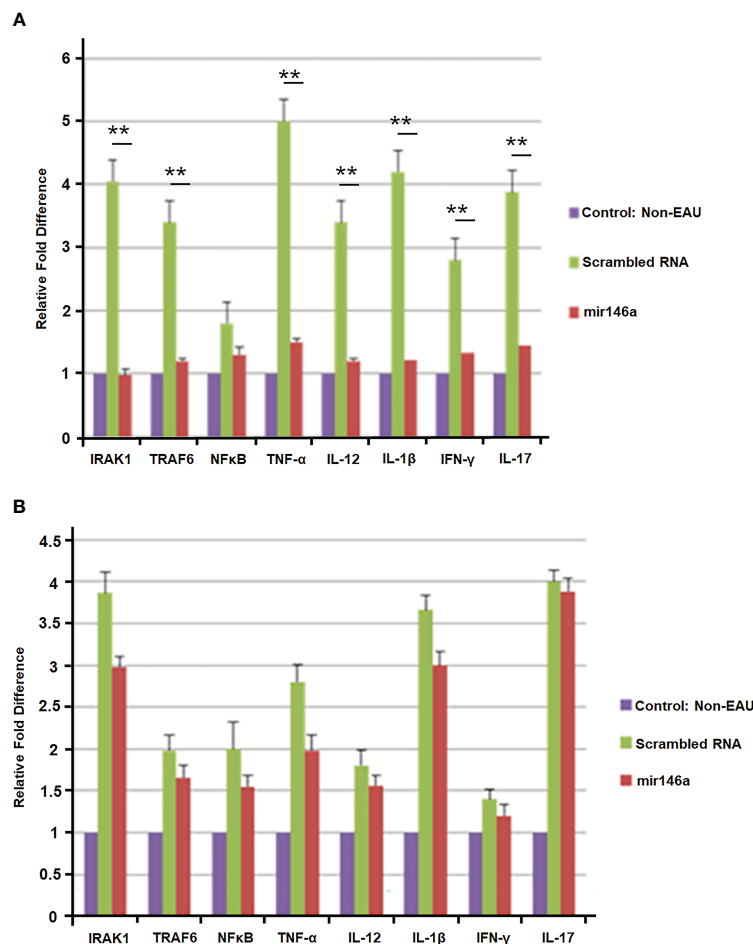 A
Relative Fold Difference
6
5
4
3
2
1
0
**
**
**
**
**
**
**
IRAK1 TRAF6 NFκB TNF-α IL-12 IL-1β IFN-γ IL-17
Control: Non-EAU
Scrambled RNA
mir146a
B
Relative Fold Difference
4.5
4
3.5
3
2.5
2
1.5
1
0.5
0
IRAK1 TRAF6 NFκB TNF-α IL-12 IL-1β IFN-γ IL-17
Control: Non-EAU
Scrambled RNA
mir146a